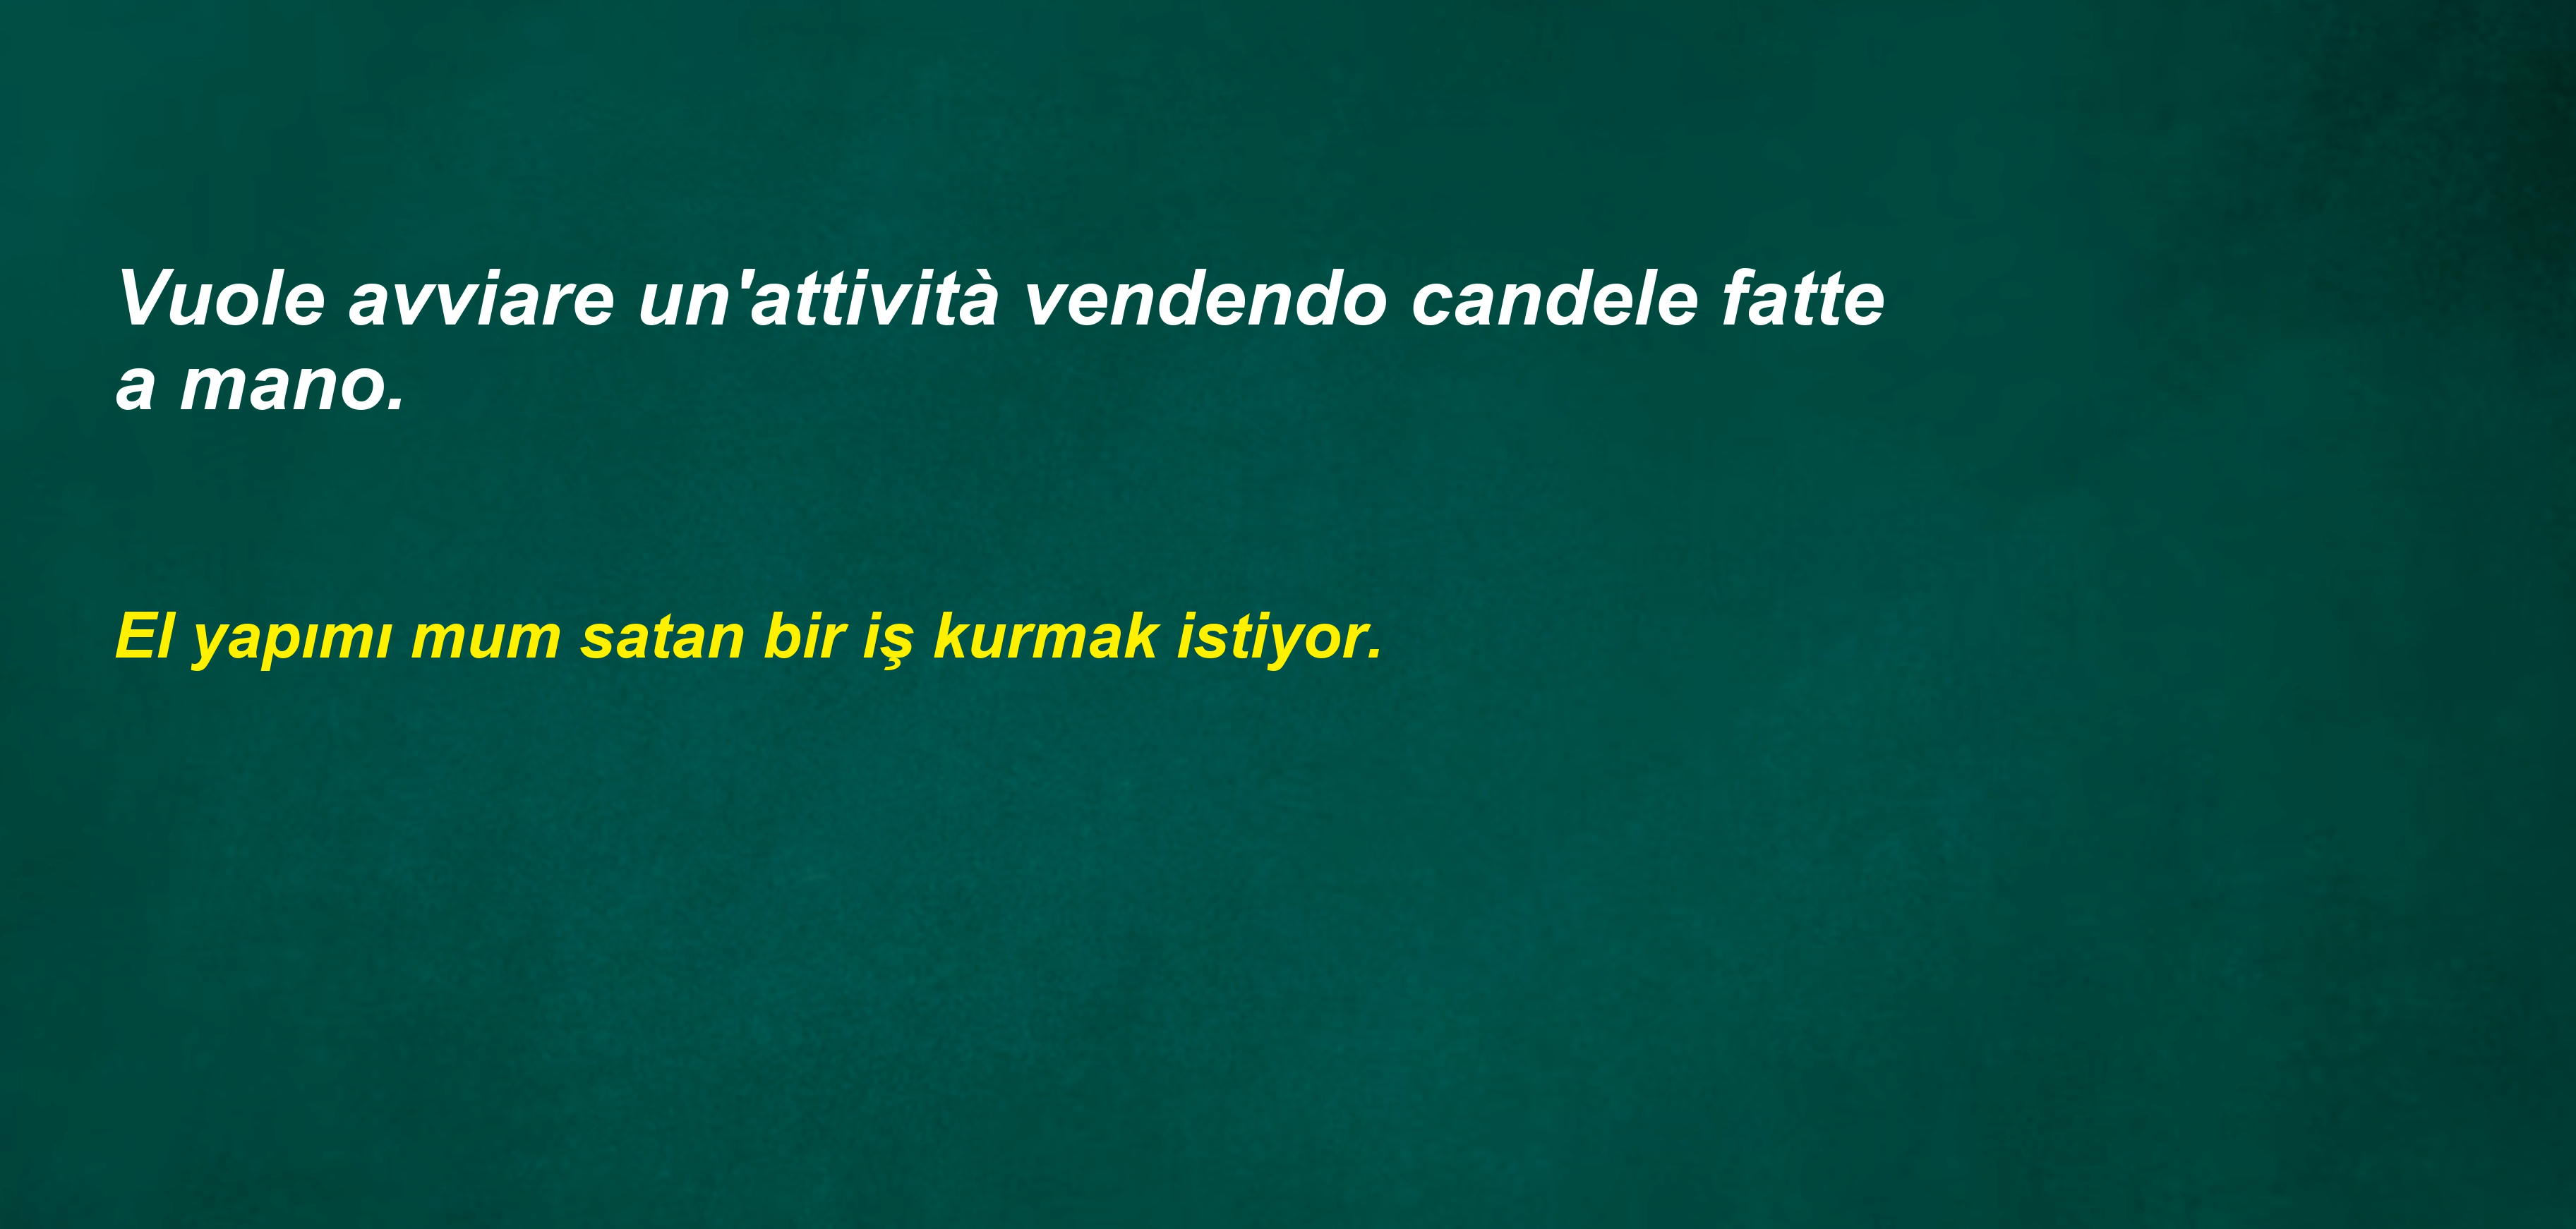 Vuole avviare un'attività vendendo candele fatte
a mano.
El yapımı mum satan bir iş kurmak istiyor.